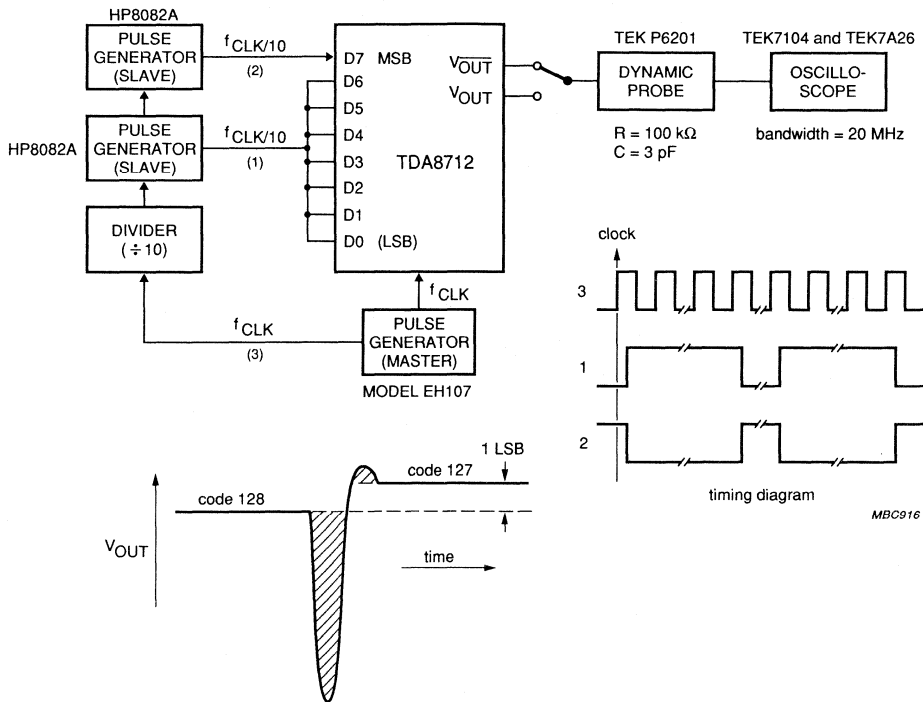 HP8082A
PULSE
GENERATOR
(SLAVE)
f CLK/10
(2)
D7 MSB
D6
D5
D4
D3
D2
D1
D0 (LSB)
TDA8712
VOUT
VOUT
HP8082A
PULSE
GENERATOR
(SLAVE)
f CLK/10
(1)
DIVIDER
(÷10)
f CLK
(3)
f CLK
PULSE
GENERATOR
(MASTER)
MODEL EH107
TEK P6201
DYNAMIC
PROBE
R = 100 kΩ
C = 3 pF
TEK7104 and TEK7A26
OSCILLO-
SCOPE
bandwidth = 20 MHz
clock
3
1
2
timing diagram
MBC916
1 LSB
code 127
code 128
VOUT
time